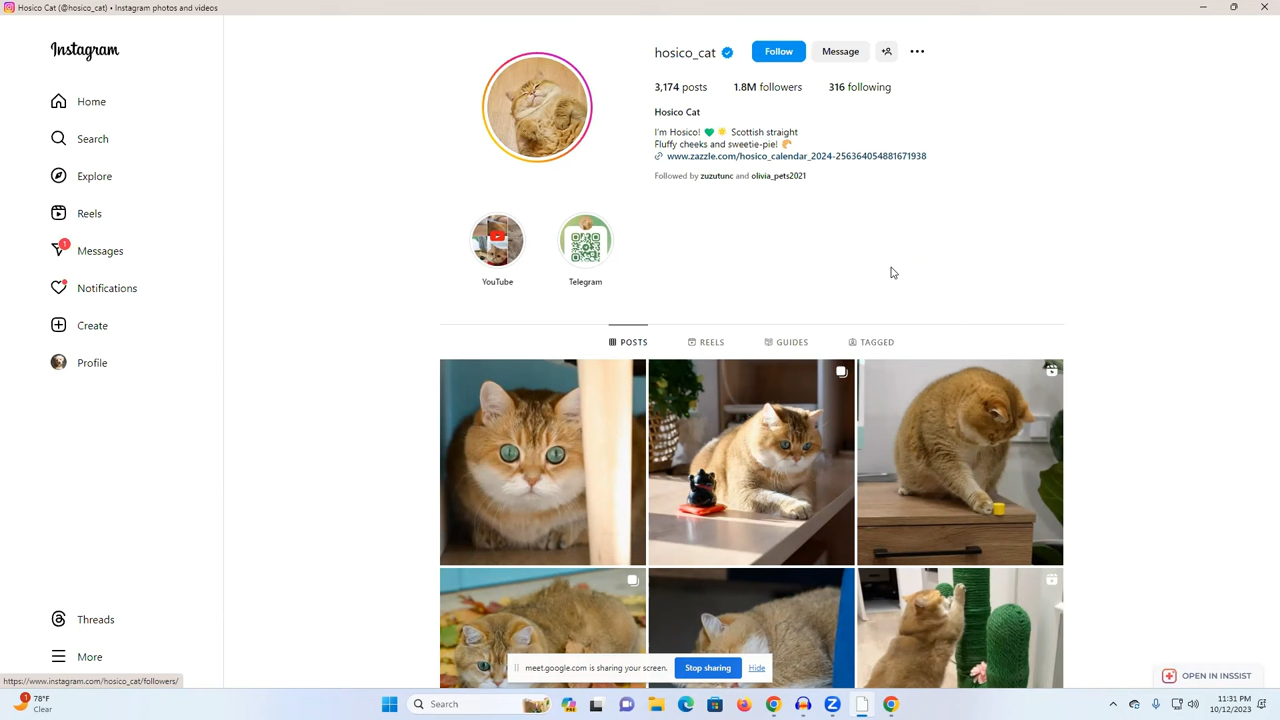 Hosico Cat (@hosico_cat) • Instagram photos and videos
Instagram
Home
Search
Explore
Reels
1
Messages
Notifications
Create
Profile
Threads
More
hosico_cat
Follow
Message
3,174 posts
1.8M followers
316 following
Hosico Cat
I'm Hosico! 💚 ☀️ Scottish straight
Fluffy cheeks and sweetie-pie! 🥐
www.zazzle.com/hosico_calendar_2024-256364054881671938
Followed by zuzutunc and olivia_pets2021
YouTube
Telegram
POSTS
REELS
GUIDES
TAGGED
meet.google.com is sharing your screen.
Stop sharing
Hide
OPEN IN INSSIST
https://www.instagram.com/hosico_cat/followers/
1
78°F
Clear
Search
11:31 PM
10/12/2023